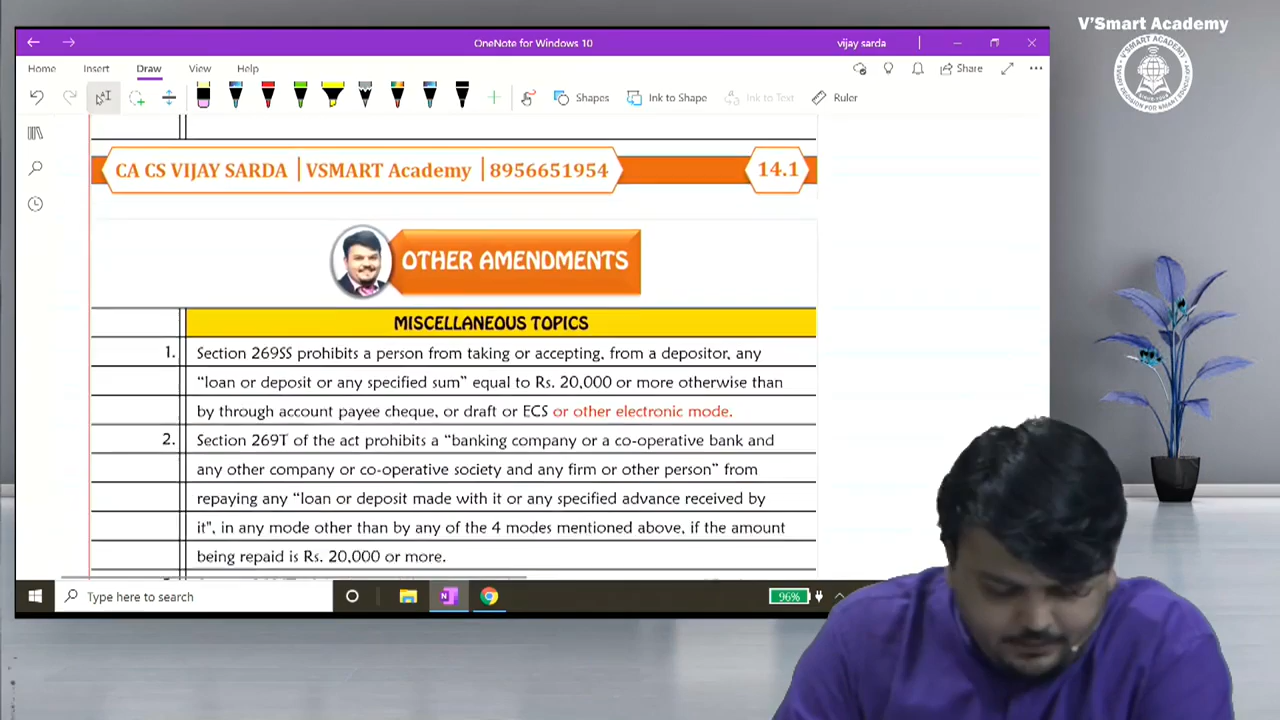 V'Smart Academy
OneNote for Windows 10
vijay sarda
Home Insert Draw View Help
Share
Shapes Ink to Shape Ink to Text Ruler
CA CS VIJAY SARDA | VSMART Academy | 8956651954
14.1
OTHER AMENDMENTS
MISCELLANEOUS TOPICS
1. Section 269SS prohibits a person from taking or accepting, from a depositor, any
“loan or deposit or any specified sum” equal to Rs. 20,000 or more otherwise than
by through account payee cheque, or draft or ECS or other electronic mode.
2. Section 269T of the act prohibits a “banking company or a co-operative bank and
any other company or co-operative society and any firm or other person” from
repaying any “loan or deposit made with it or any specified advance received by
it", in any mode other than by any of the 4 modes mentioned above, if the amount
being repaid is Rs. 20,000 or more.
Type here to search
96%